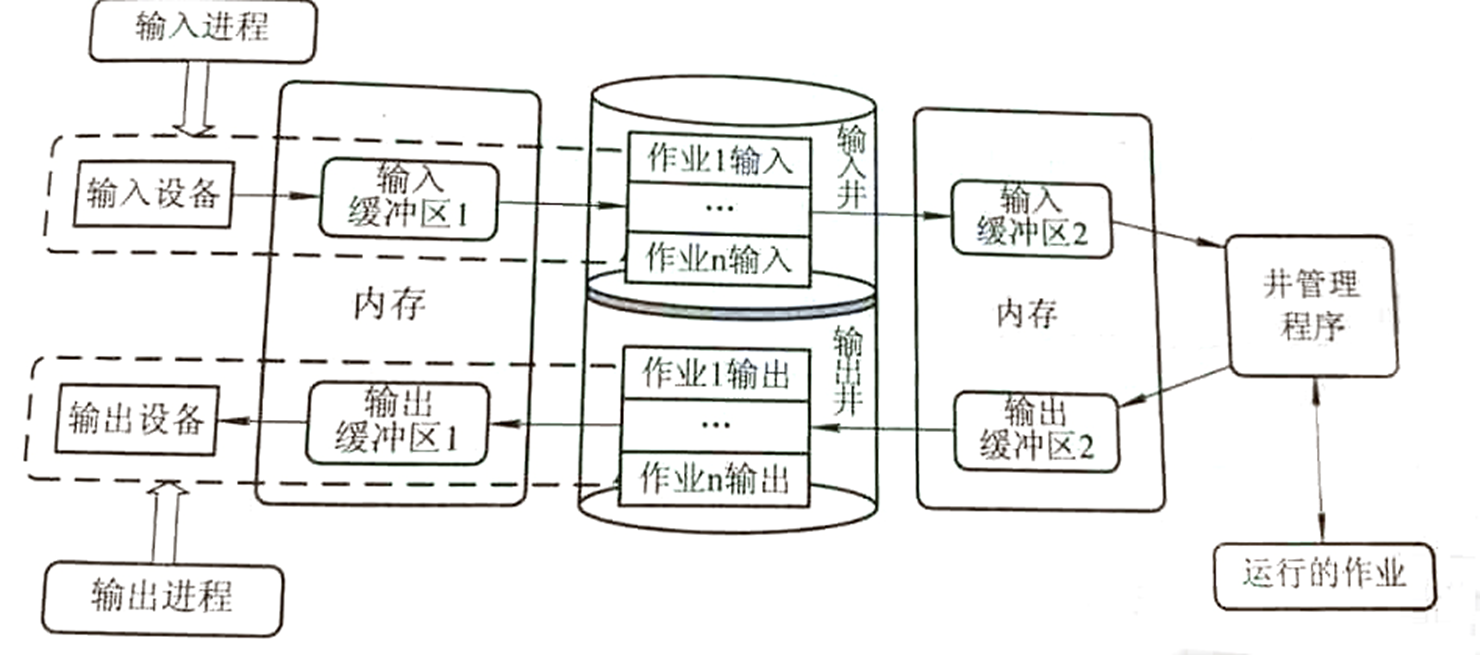 输入进程
输入设备
输入
缓冲区1
作业1输入
...
作业n输入
输入井
输入
缓冲区2
内存
内存
井管理
程序
输出设备
输出
缓冲区1
作业1输出
...
作业n输出
输出井
输出
缓冲区2
输出进程
运行的作业